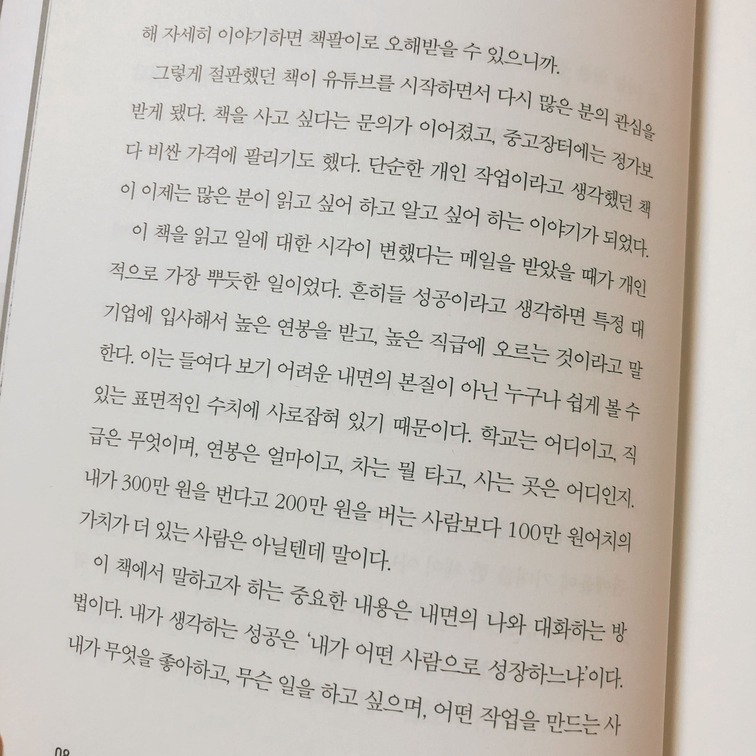 해 자세히 이야기하면 책팔이로 오해받을 수 있으니까.
그렇게 절판했던 책이 유튜브를 시작하면서 다시 많은 분의 관심을
받게 됐다. 책을 사고 싶다는 문의가 이어졌고, 중고장터에는 정가보
다 비싼 가격에 팔리기도 했다. 단순한 개인 작업이라고 생각했던 책
이 이제는 많은 분이 읽고 싶어 하고 알고 싶어 하는 이야기가 되었다.
이 책을 읽고 일에 대한 시각이 변했다는 메일을 받았을 때가 개인
적으로 가장 뿌듯한 일이었다. 흔히들 성공이라고 생각하면 특정 대
기업에 입사해서 높은 연봉을 받고, 높은 직급에 오르는 것이라고 말
한다. 이는 들여다 보기 어려운 내면의 본질이 아닌 누구나 쉽게 볼 수
있는 표면적인 수치에 사로잡혀 있기 때문이다. 학교는 어디이고, 직
급은 무엇이며, 연봉은 얼마이고, 차는 뭘 타고, 사는 곳은 어디인지.
내가 300만 원을 번다고 200만 원을 버는 사람보다 100만 원어치의
가치가 더 있는 사람은 아닐텐데 말이다.
이 책에서 말하고자 하는 중요한 내용은 내면의 나와 대화하는 방
법이다. 내가 생각하는 성공은 ‘내가 어떤 사람으로 성장하느냐’이다.
내가 무엇을 좋아하고, 무슨 일을 하고 싶으며, 어떤 작업을 만드는 사